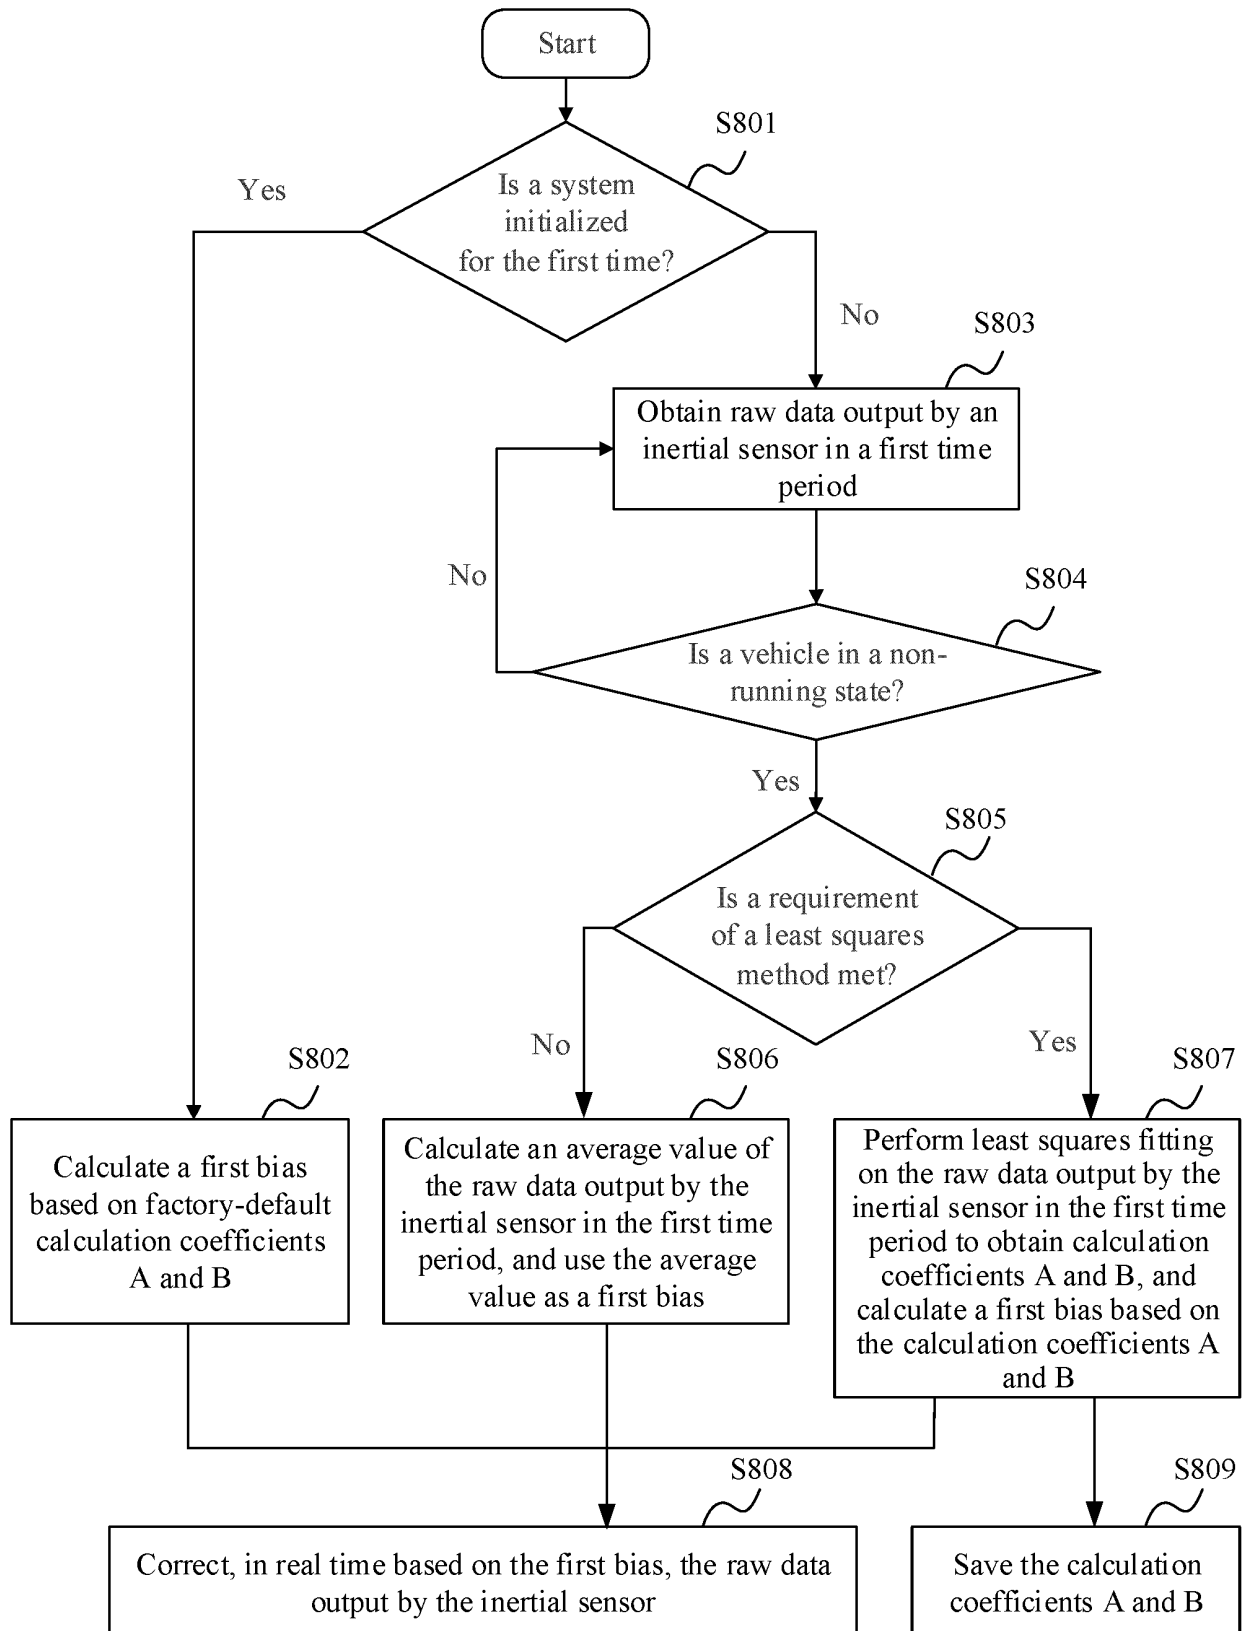 Start
S801
Is a system
initialized
for the first time?
Yes
No
S803
Obtain raw data output by an
inertial sensor in a first time
period
No
S804
Is a vehicle in a non-
running state?
Yes
S805
Is a requirement
of a least squares
method met?
No
Yes
S802
S806
S807
Calculate a first bias
based on factory-default
calculation coefficients
A and B
Calculate an average value of
the raw data output by the
inertial sensor in the first time
period, and use the average
value as a first bias
Perform least squares fitting
on the raw data output by the
inertial sensor in the first time
period to obtain calculation
coefficients A and B, and
calculate a first bias based on
the calculation coefficients A
and B
S808
S809
Correct, in real time based on the first bias, the raw data
output by the inertial sensor
Save the calculation
coefficients A and B